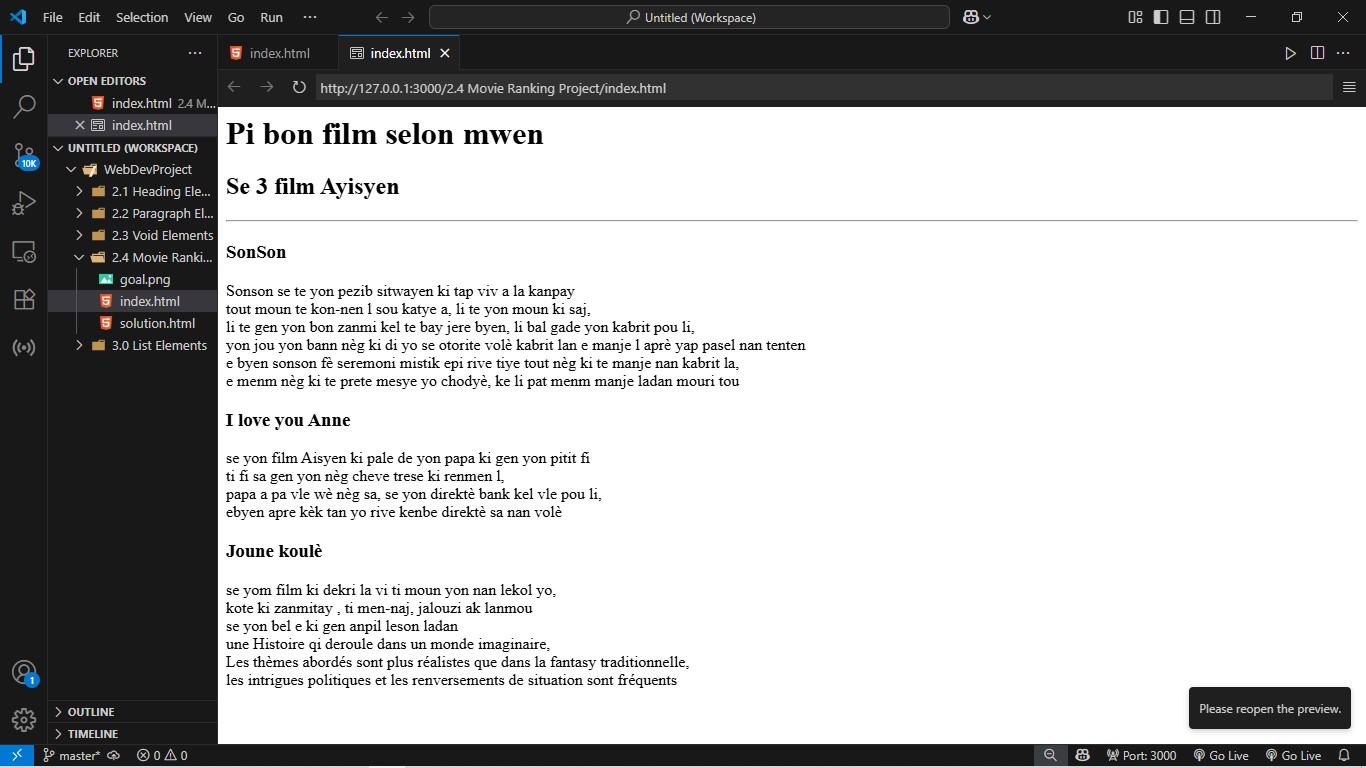 File Edit Selection View Go Run ···
Untitled (Workspace)
EXPLORER ···
OPEN EDITORS
index.html 2.4 M...
index.html
UNTITLED (WORKSPACE)
WebDevProject
2.1 Heading Ele...
2.2 Paragraph El...
2.3 Void Elements
2.4 Movie Ranki...
goal.png
index.html
solution.html
3.0 List Elements
10K
1
OUTLINE
TIMELINE
index.html
index.html
http://127.0.0.1:3000/2.4 Movie Ranking Project/index.html
Pi bon film selon mwen
Se 3 film Ayisyen
SonSon
Sonson se te yon pezib sitwayen ki tap viv a la kanpay
tout moun te kon-nen l sou katye a, li te yon moun ki saj,
li te gen yon bon zanmi kel te bay jere byen, li bal gade yon kabrit pou li,
yon jou yon bann nèg ki di yo se otorite volè kabrit lan e manje l aprè yap pasel nan tenten
e byen sonson fè seremoni mistik epi rive tiye tout nèg ki te manje nan kabrit la,
e menm nèg ki te prete mesye yo chodyè, ke li pat menm manje ladan mouri tou
I love you Anne
se yon film Aisyen ki pale de yon papa ki gen yon pitit fi
ti fi sa gen yon nèg cheve trese ki renmen l,
papa a pa vle wè nèg sa, se yon direktè bank kel vle pou li,
ebyen apre kèk tan yo rive kenbe direktè sa nan volè
Joune koulè
se yom film ki dekri la vi ti moun yon nan lekol yo,
kote ki zanmitay , ti men-naj, jalouzi ak lanmou
se yon bel e ki gen anpil leson ladan
une Histoire qi deroule dans un monde imaginaire,
Les thèmes abordés sont plus réalistes que dans la fantasy traditionnelle,
les intrigues politiques et les renversements de situation sont fréquents
Please reopen the preview.
master* 0 0 Port: 3000 Go Live Go Live